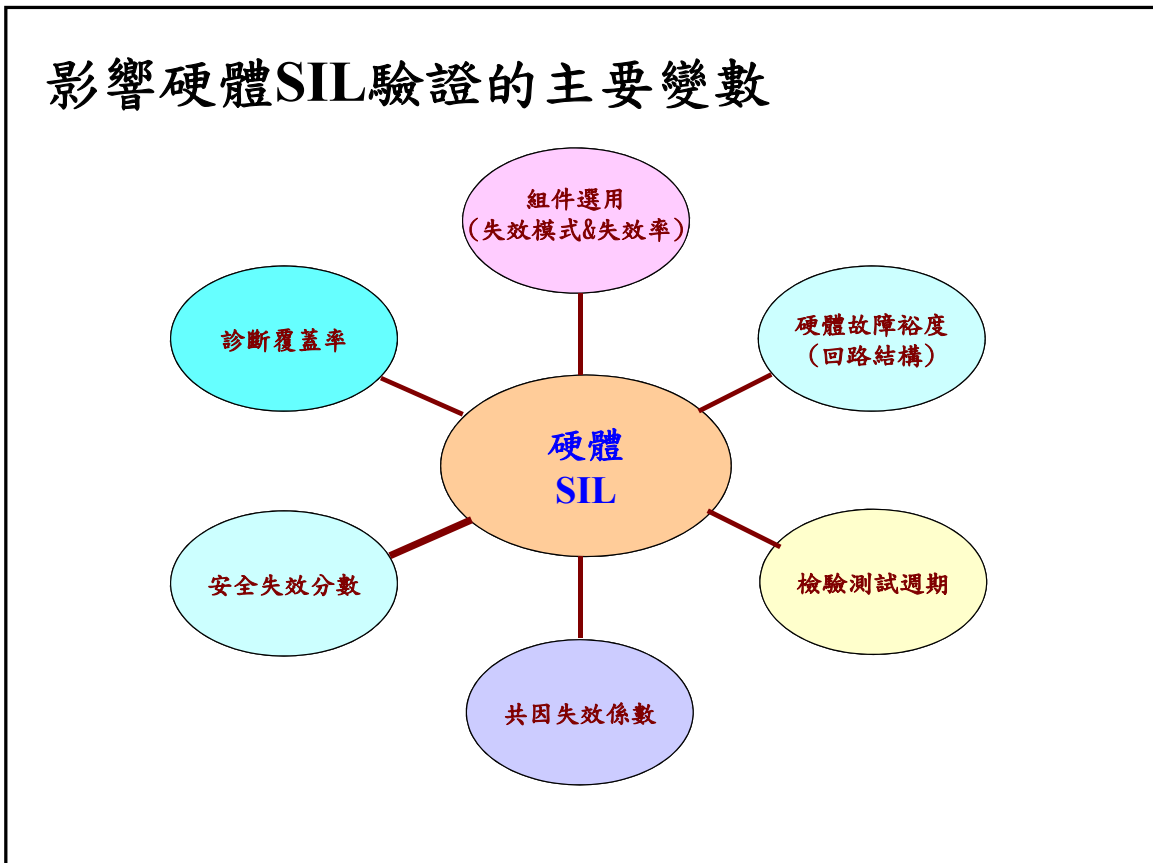 影響硬體SIL驗證的主要變數
組件選用
(失效模式&失效率)
診斷覆蓋率
硬體故障裕度
(回路結構)
硬體
SIL
安全失效分數
檢驗測試週期
共因失效係數